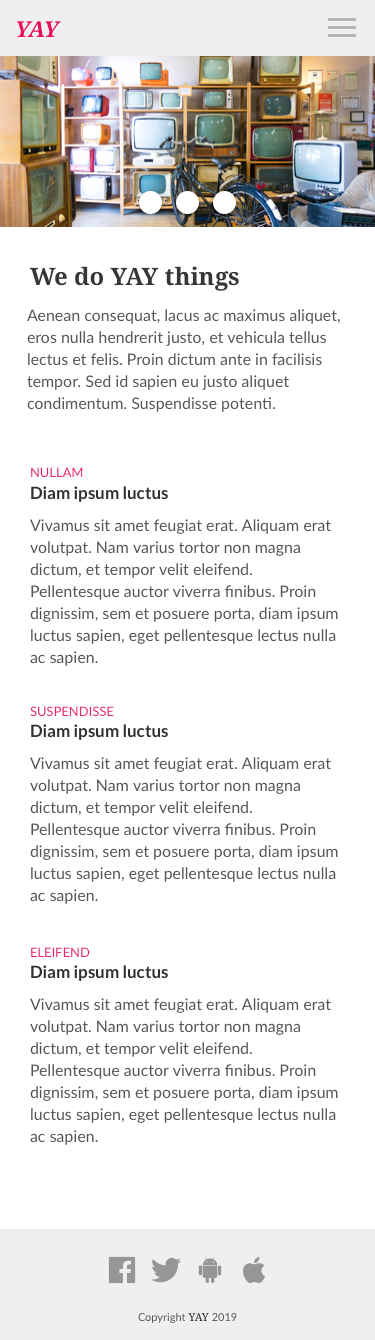 YAY
We do YAY things
Aenean consequat, lacus ac maximus aliquet,
eros nulla hendrerit justo, et vehicula tellus
lectus et felis. Proin dictum ante in facilisis
tempor. Sed id sapien eu justo aliquet
condimentum. Suspendisse potenti.
NULLAM
Diam ipsum luctus
Vivamus sit amet feugiat erat. Aliquam erat
volutpat. Nam varius tortor non magna
dictum, et tempor velit eleifend.
Pellentesque auctor viverra finibus. Proin
dignissim, sem et posuere porta, diam ipsum
luctus sapien, eget pellentesque lectus nulla
ac sapien.
SUSPENDISSE
Diam ipsum luctus
Vivamus sit amet feugiat erat. Aliquam erat
volutpat. Nam varius tortor non magna
dictum, et tempor velit eleifend.
Pellentesque auctor viverra finibus. Proin
dignissim, sem et posuere porta, diam ipsum
luctus sapien, eget pellentesque lectus nulla
ac sapien.
ELEIFEND
Diam ipsum luctus
Vivamus sit amet feugiat erat. Aliquam erat
volutpat. Nam varius tortor non magna
dictum, et tempor velit eleifend.
Pellentesque auctor viverra finibus. Proin
dignissim, sem et posuere porta, diam ipsum
luctus sapien, eget pellentesque lectus nulla
ac sapien.
Copyright YAY 2019